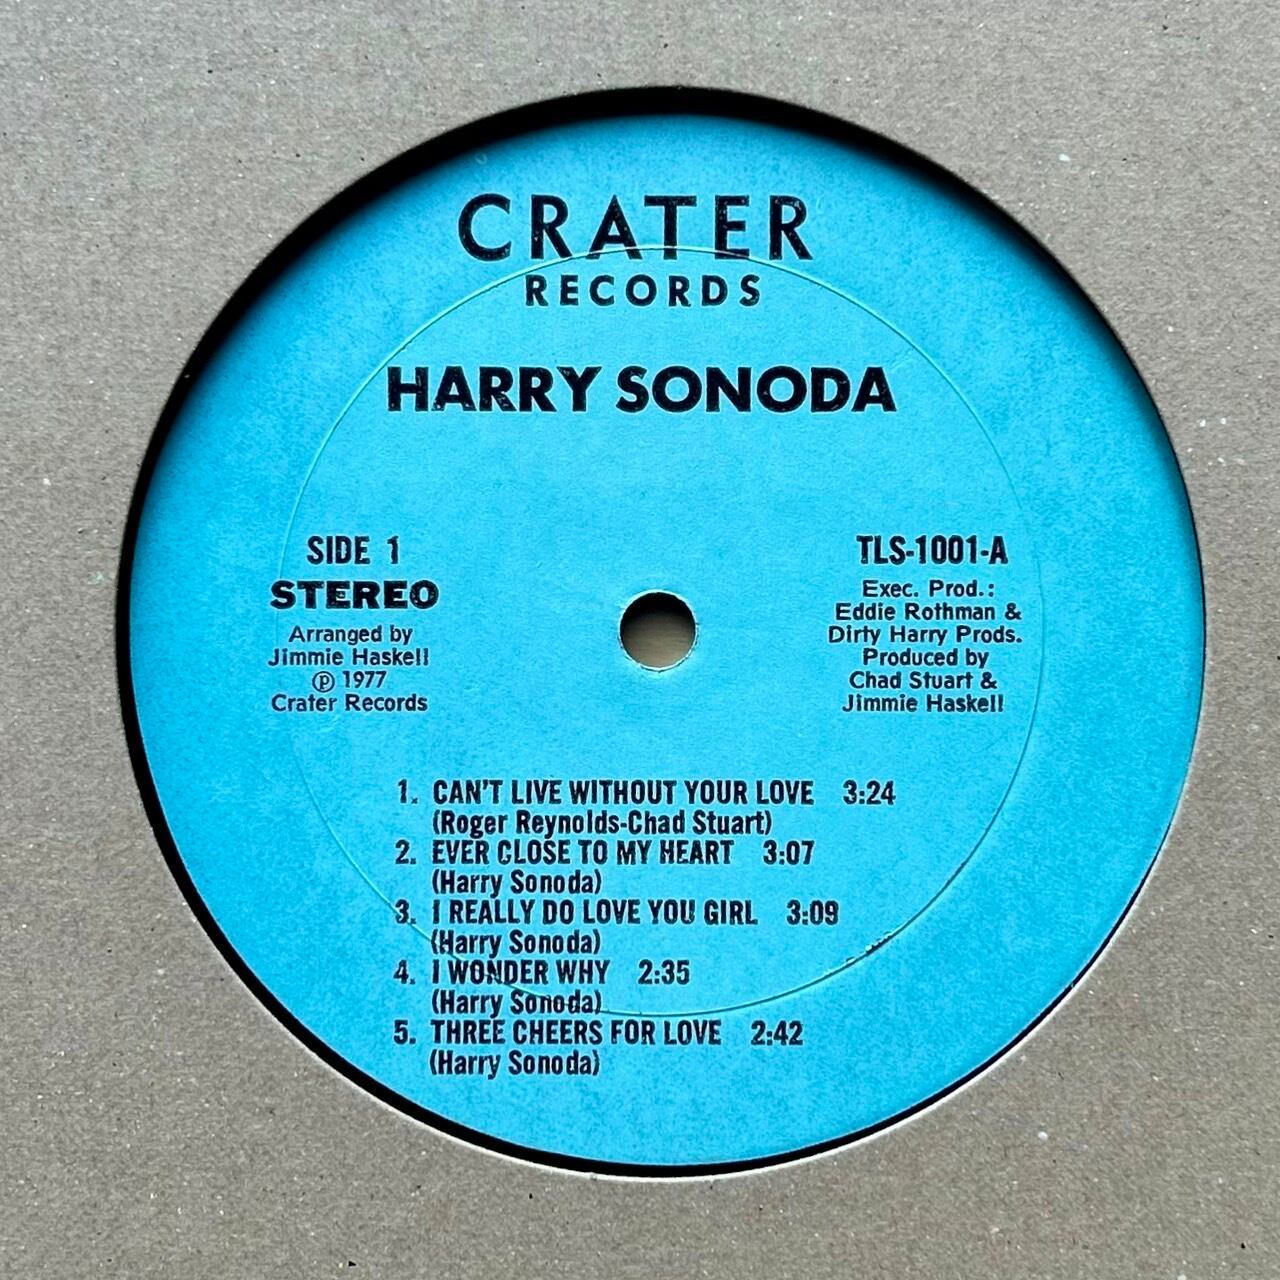 CRATER
RECORDS
HARRY SONODA
SIDE 1
STEREO
Arranged by
Jimmie Haskell
℗ 1977
Crater Records
TLS-1001-A
Exec. Prod.:
Eddie Rothman &
Dirty Harry Prods.
Produced by
Chad Stuart &
Jimmie Haskell
1. CAN'T LIVE WITHOUT YOUR LOVE 3:24
(Roger Reynolds-Chad Stuart)
2. EVER CLOSE TO MY HEART 3:07
(Harry Sonoda)
3. I REALLY DO LOVE YOU GIRL 3:09
(Harry Sonoda)
4. I WONDER WHY 2:35
(Harry Sonoda)
5. THREE CHEERS FOR LOVE 2:42
(Harry Sonoda)